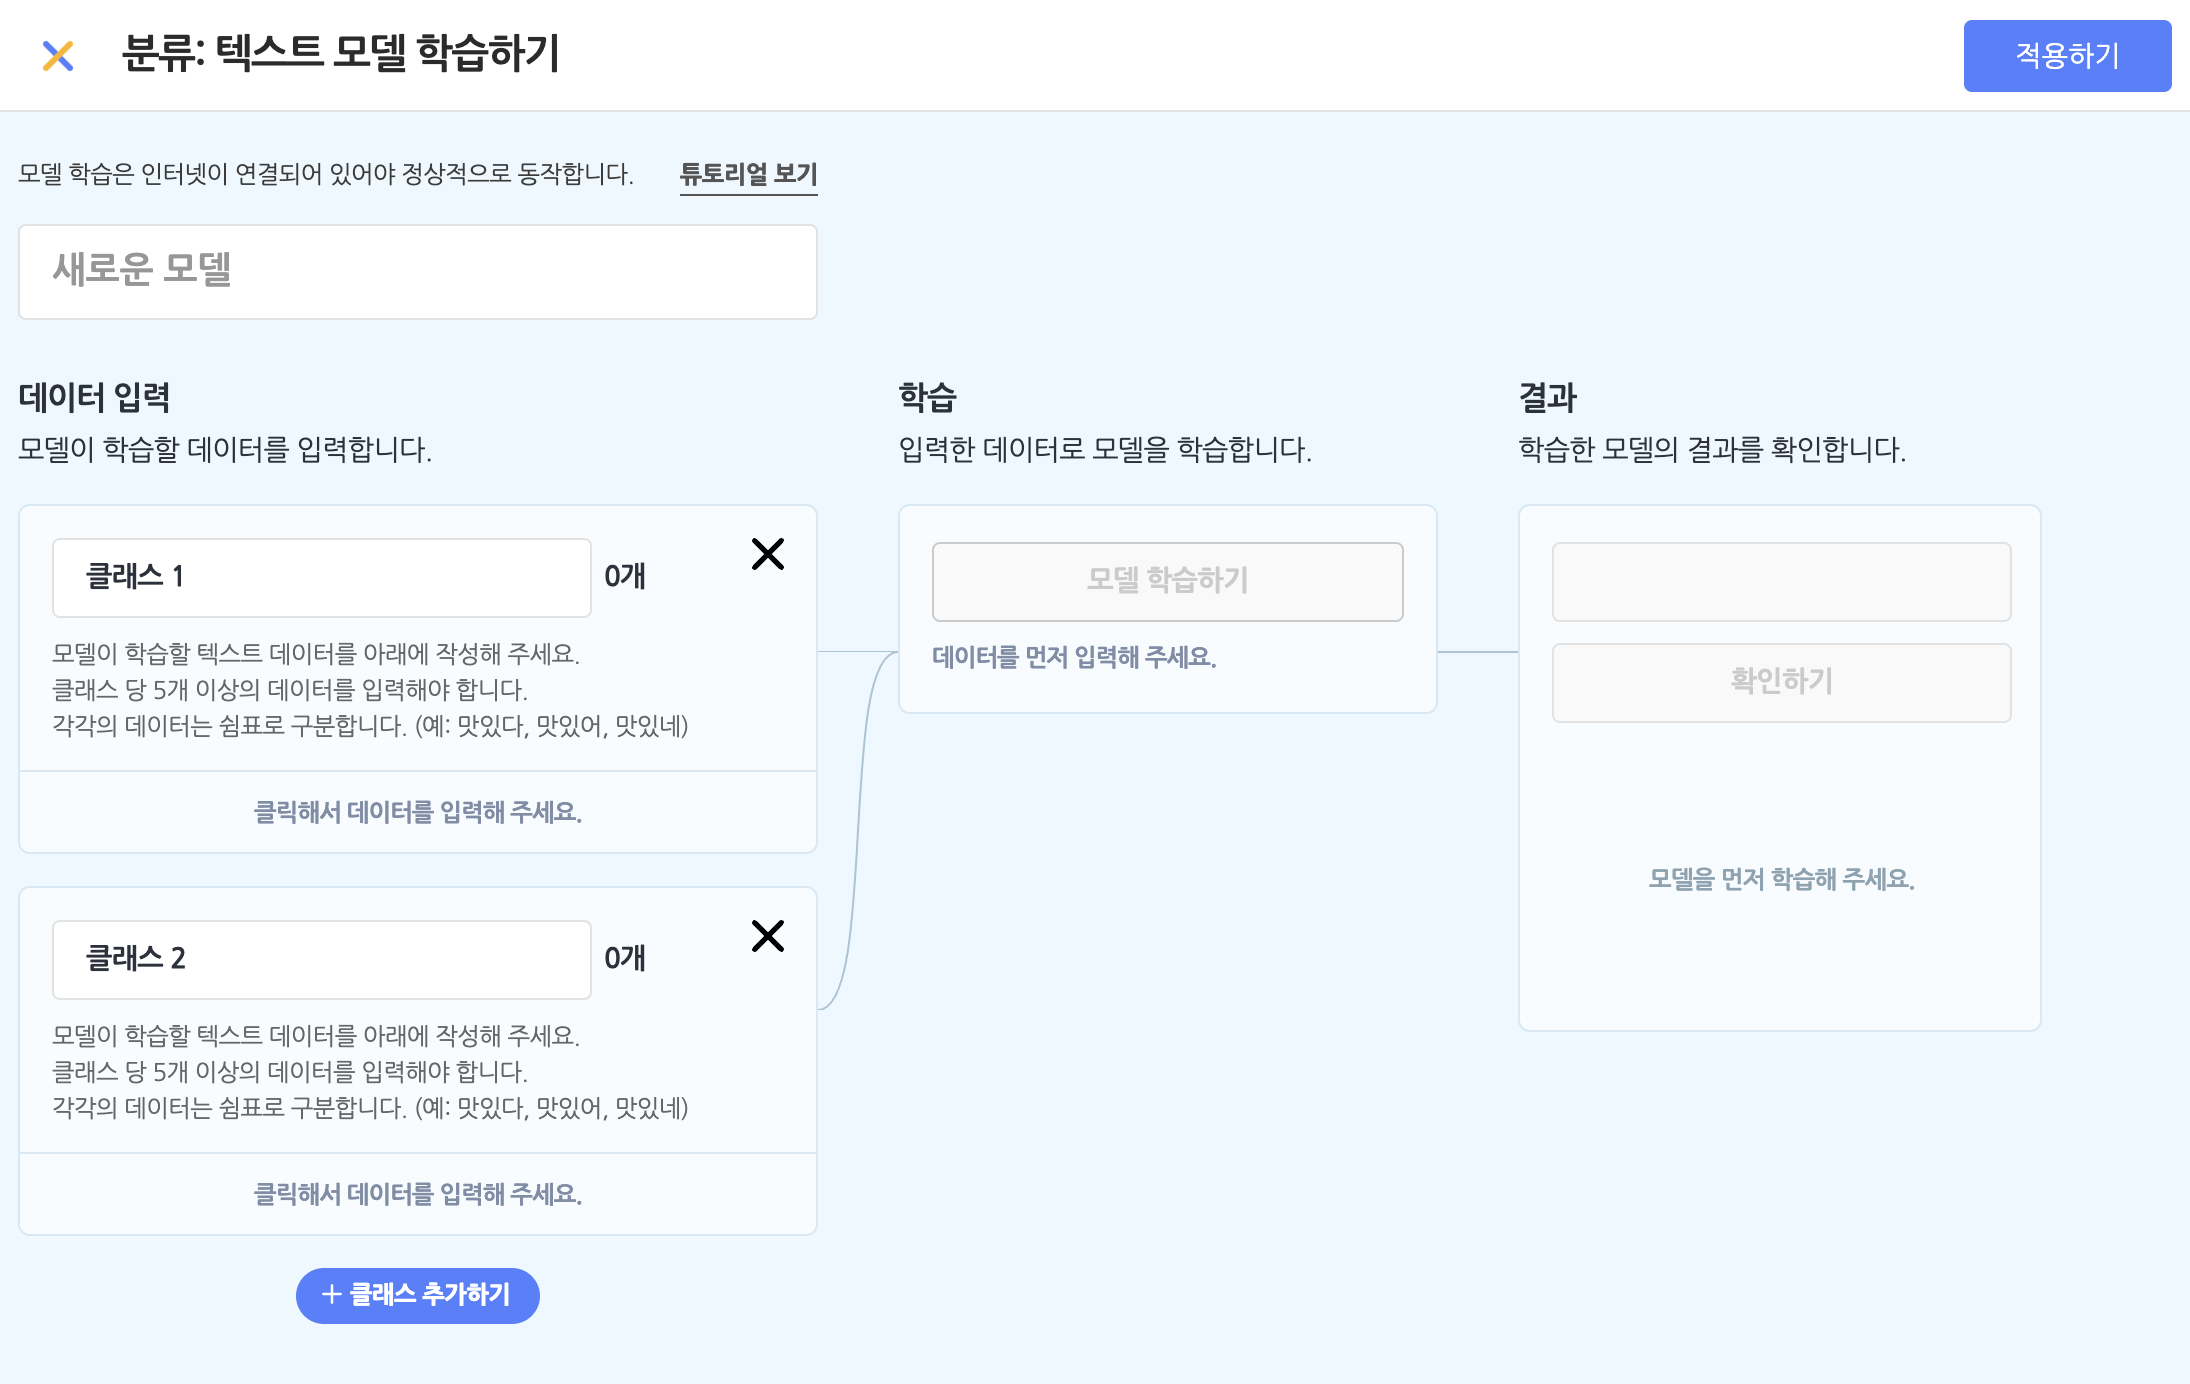 분류: 텍스트 모델 학습하기
적용하기
모델 학습은 인터넷이 연결되어 있어야 정상적으로 동작합니다.
튜토리얼 보기
새로운 모델
데이터 입력
모델이 학습할 데이터를 입력합니다.
클래스 1
0개
모델이 학습할 텍스트 데이터를 아래에 작성해 주세요.
클래스 당 5개 이상의 데이터를 입력해야 합니다.
각각의 데이터는 쉼표로 구분합니다. (예: 맛있다, 맛있어, 맛있네)
클릭해서 데이터를 입력해 주세요.
클래스 2
0개
모델이 학습할 텍스트 데이터를 아래에 작성해 주세요.
클래스 당 5개 이상의 데이터를 입력해야 합니다.
각각의 데이터는 쉼표로 구분합니다. (예: 맛있다, 맛있어, 맛있네)
클릭해서 데이터를 입력해 주세요.
+ 클래스 추가하기
학습
입력한 데이터로 모델을 학습합니다.
모델 학습하기
데이터를 먼저 입력해 주세요.
결과
학습한 모델의 결과를 확인합니다.
확인하기
모델을 먼저 학습해 주세요.